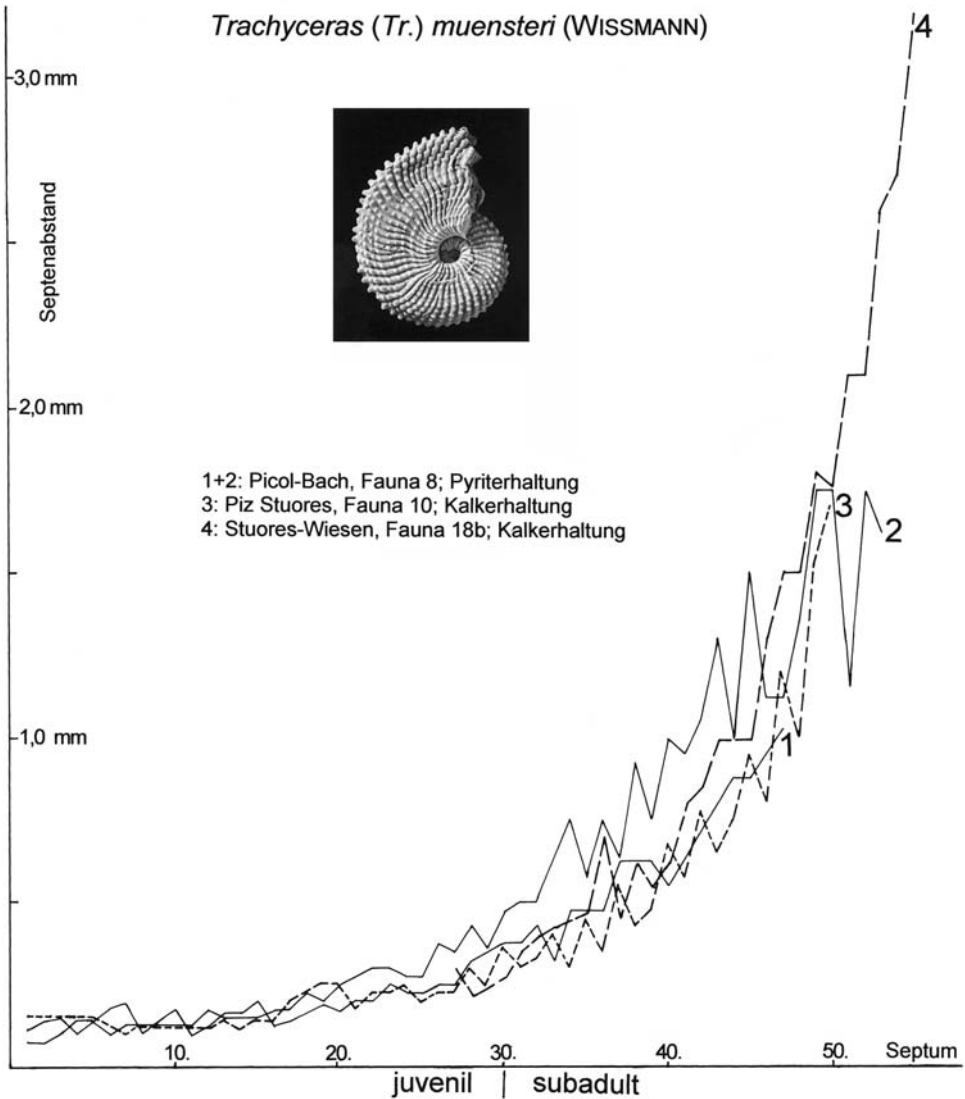 Trachyceras (Tr.) muensteri (WISSMANN)
4
3,0 mm
Septenabstand
2,0 mm
1+2: Picol-Bach, Fauna 8; Pyriterhaltung
3: Piz Stuores, Fauna 10; Kalkerhaltung
4: Stuores-Wiesen, Fauna 18b; Kalkerhaltung
3
2
1,0 mm
1
10. 20. 30. 40. 50. Septum
juvenil | subadult